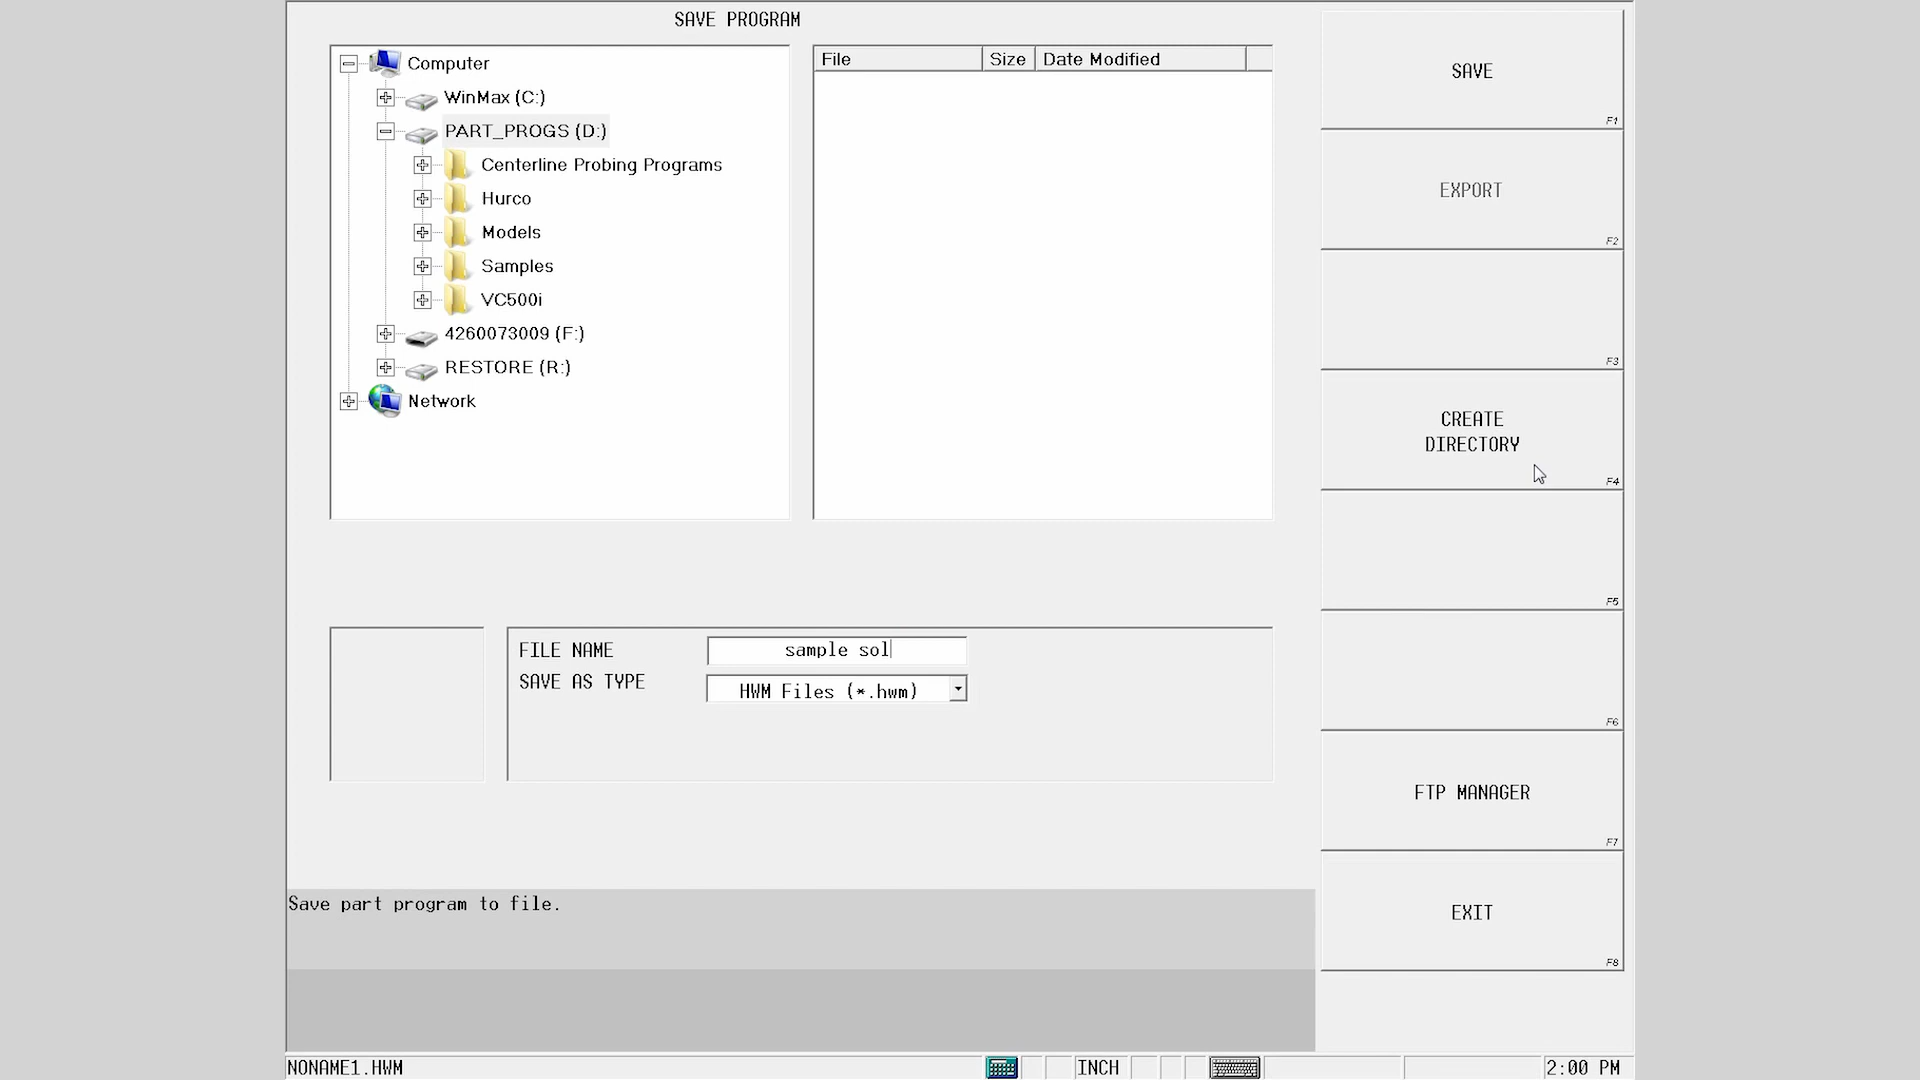 SAVE PROGRAM
Computer
WinMax (C:)
PART_PROGS (D:)
Centerline Probing Programs
Hurco
Models
Samples
VC500i
4260073009 (F:)
RESTORE (R:)
Network
File Size Date Modified
FILE NAME sample sol
SAVE AS TYPE HWM Files (*.hwm)
Save part program to file.
SAVE
F1
EXPORT
F2
F3
CREATE
DIRECTORY
F4
F5
F6
FTP MANAGER
F7
EXIT
F8
NONAME1.HWM INCH 2:00 PM